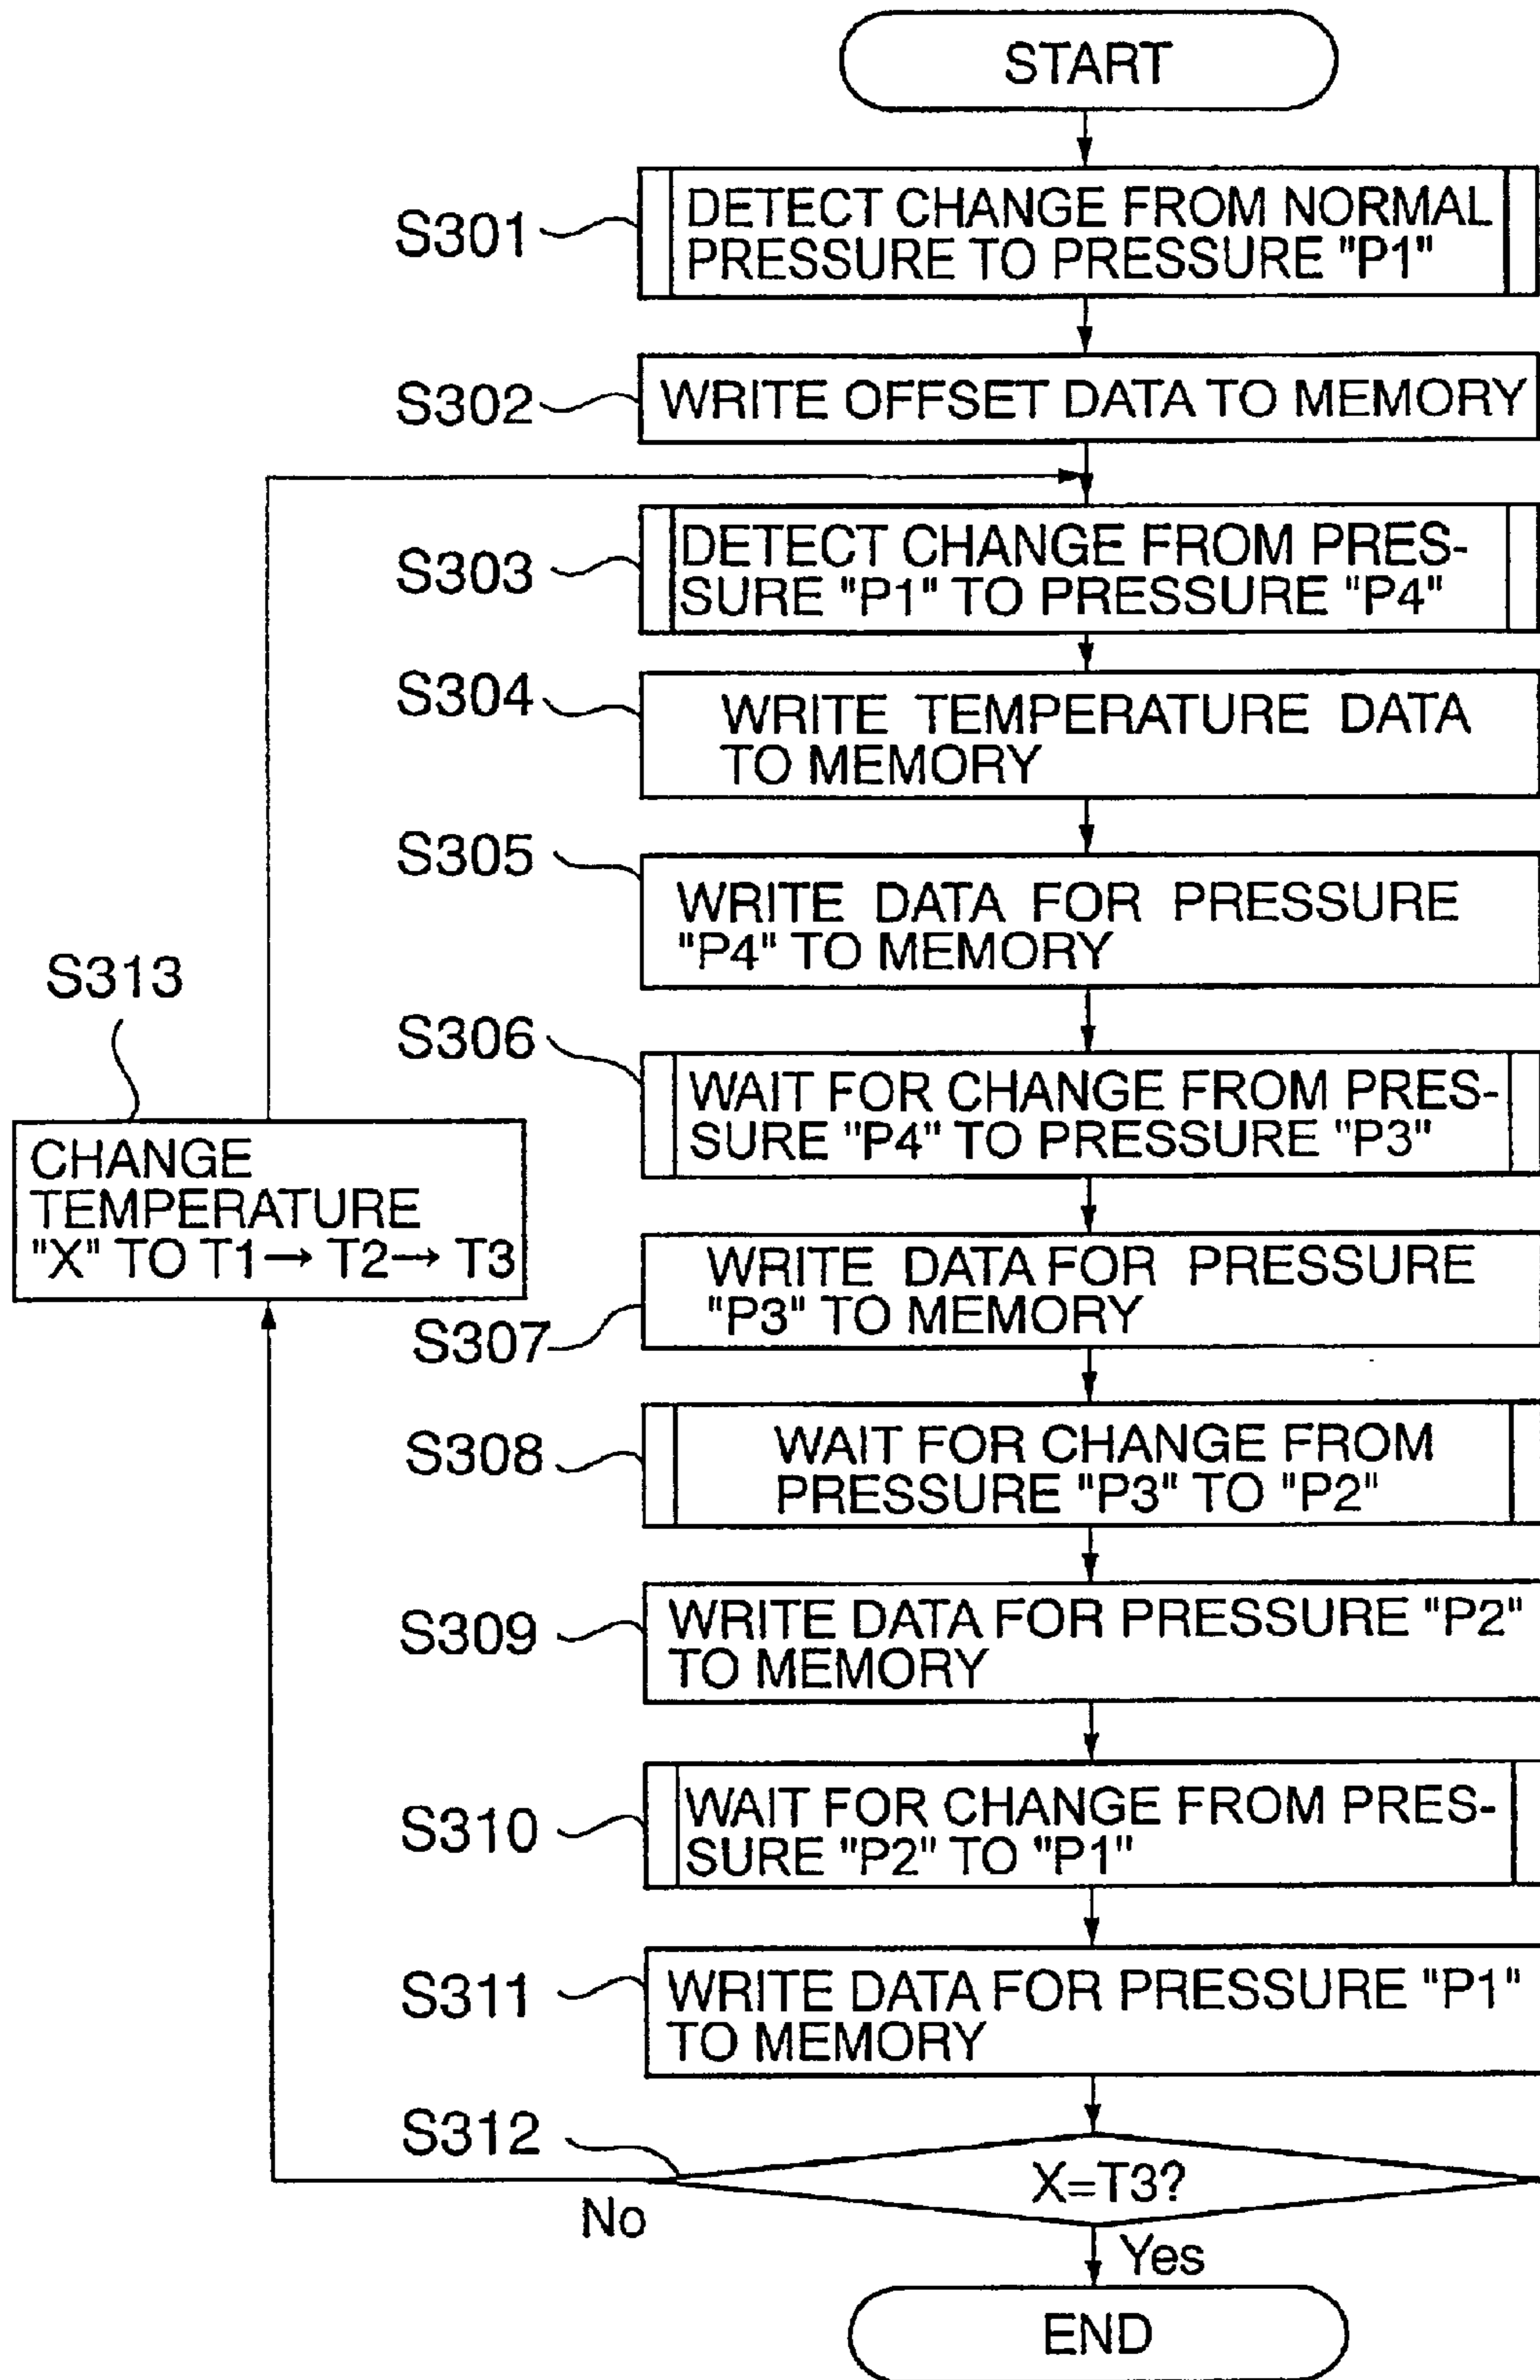 START
S301
DETECT CHANGE FROM NORMAL
PRESSURE TO PRESSURE "P1"
S302
WRITE OFFSET DATA TO MEMORY
S303
DETECT CHANGE FROM PRES-
SURE "P1" TO PRESSURE "P4"
S304
WRITE TEMPERATURE DATA
TO MEMORY
S305
WRITE DATA FOR PRESSURE
"P4" TO MEMORY
S313
CHANGE
TEMPERATURE
"X" TO T1→ T2→ T3
S306
WAIT FOR CHANGE FROM PRES-
SURE "P4" TO PRESSURE "P3"
S307
WRITE DATA FOR PRESSURE
"P3" TO MEMORY
S308
WAIT FOR CHANGE FROM
PRESSURE "P3" TO "P2"
S309
WRITE DATA FOR PRESSURE "P2"
TO MEMORY
S310
WAIT FOR CHANGE FROM PRES-
SURE "P2" TO "P1"
S311
WRITE DATA FOR PRESSURE "P1"
TO MEMORY
S312
X=T3?
No
Yes
END